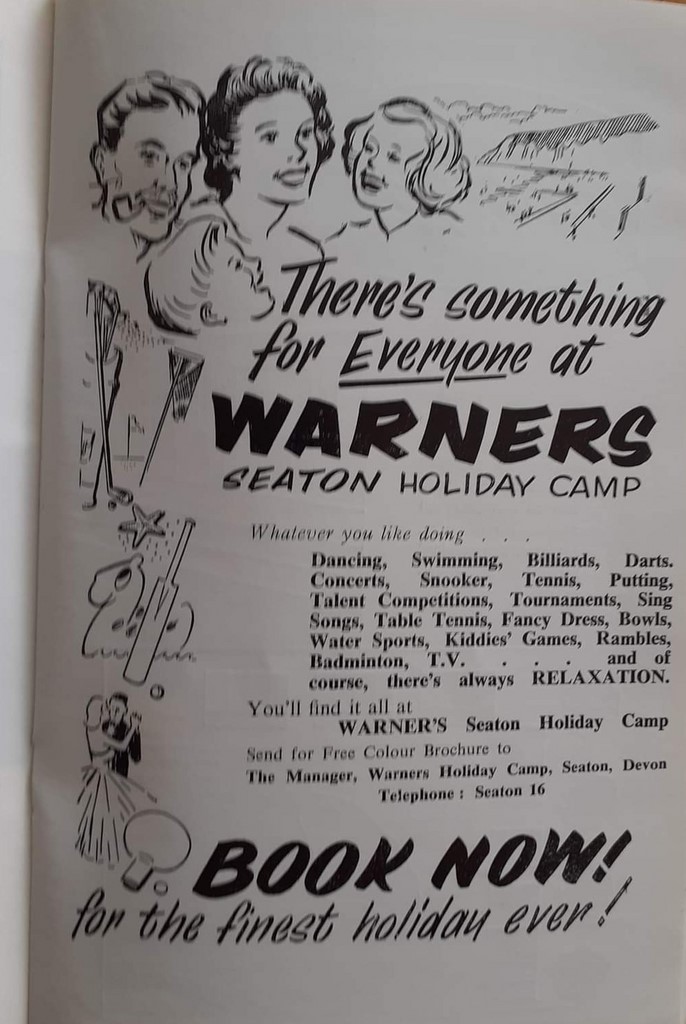 There's something
for Everyone at
WARNERS
SEATON HOLIDAY CAMP
Whatever you like doing . . .
Dancing, Swimming, Billiards, Darts.
Concerts, Snooker, Tennis, Putting,
Talent Competitions, Tournaments, Sing
Songs, Table Tennis, Fancy Dress, Bowls,
Water Sports, Kiddies' Games, Rambles,
Badminton, T.V. . . . . and of
course, there's always RELAXATION.
You'll find it all at
WARNER'S Seaton Holiday Camp
Send for Free Colour Brochure to
The Manager, Warners Holiday Camp, Seaton, Devon
Telephone : Seaton 16
BOOK NOW!
for the finest holiday ever!